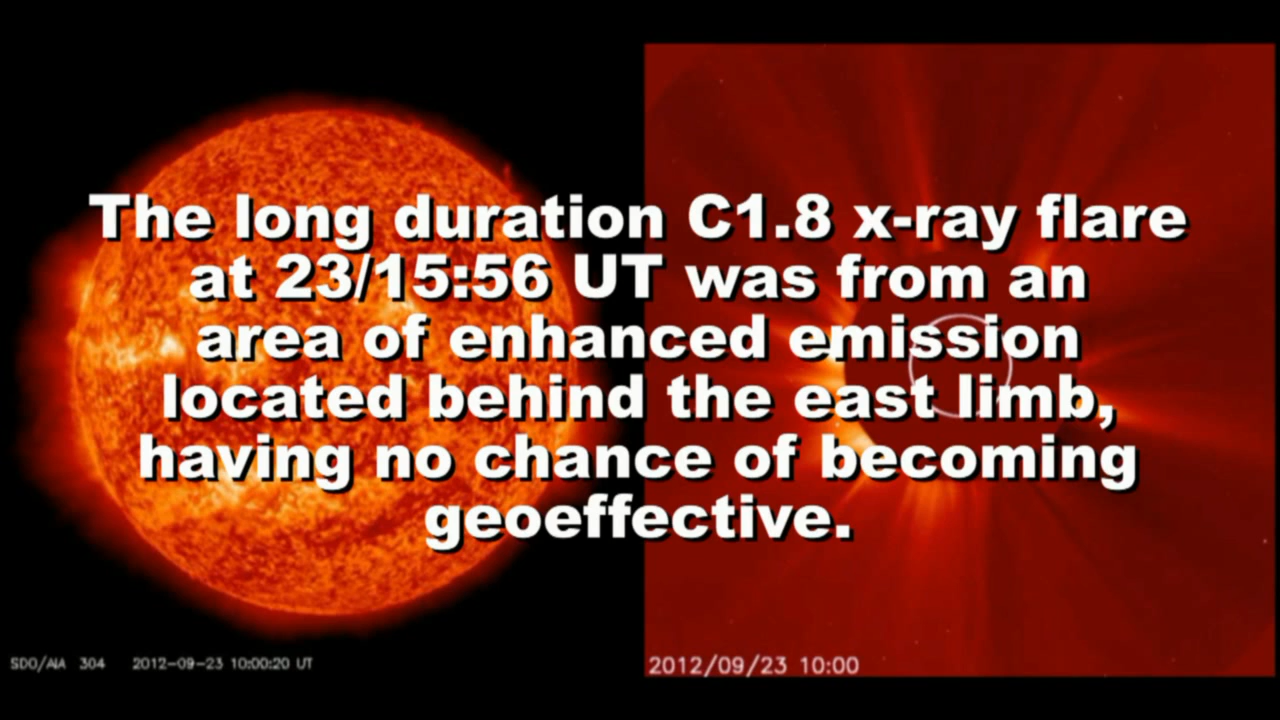 The long duration C1.8 x-ray flare
at 23/15:56 UT was from an
area of enhanced emission
located behind the east limb,
having no chance of becoming
geoeffective.
SDO/AIA 304 2012-09-23 10:00:20 UT
2012/09/23 10:00